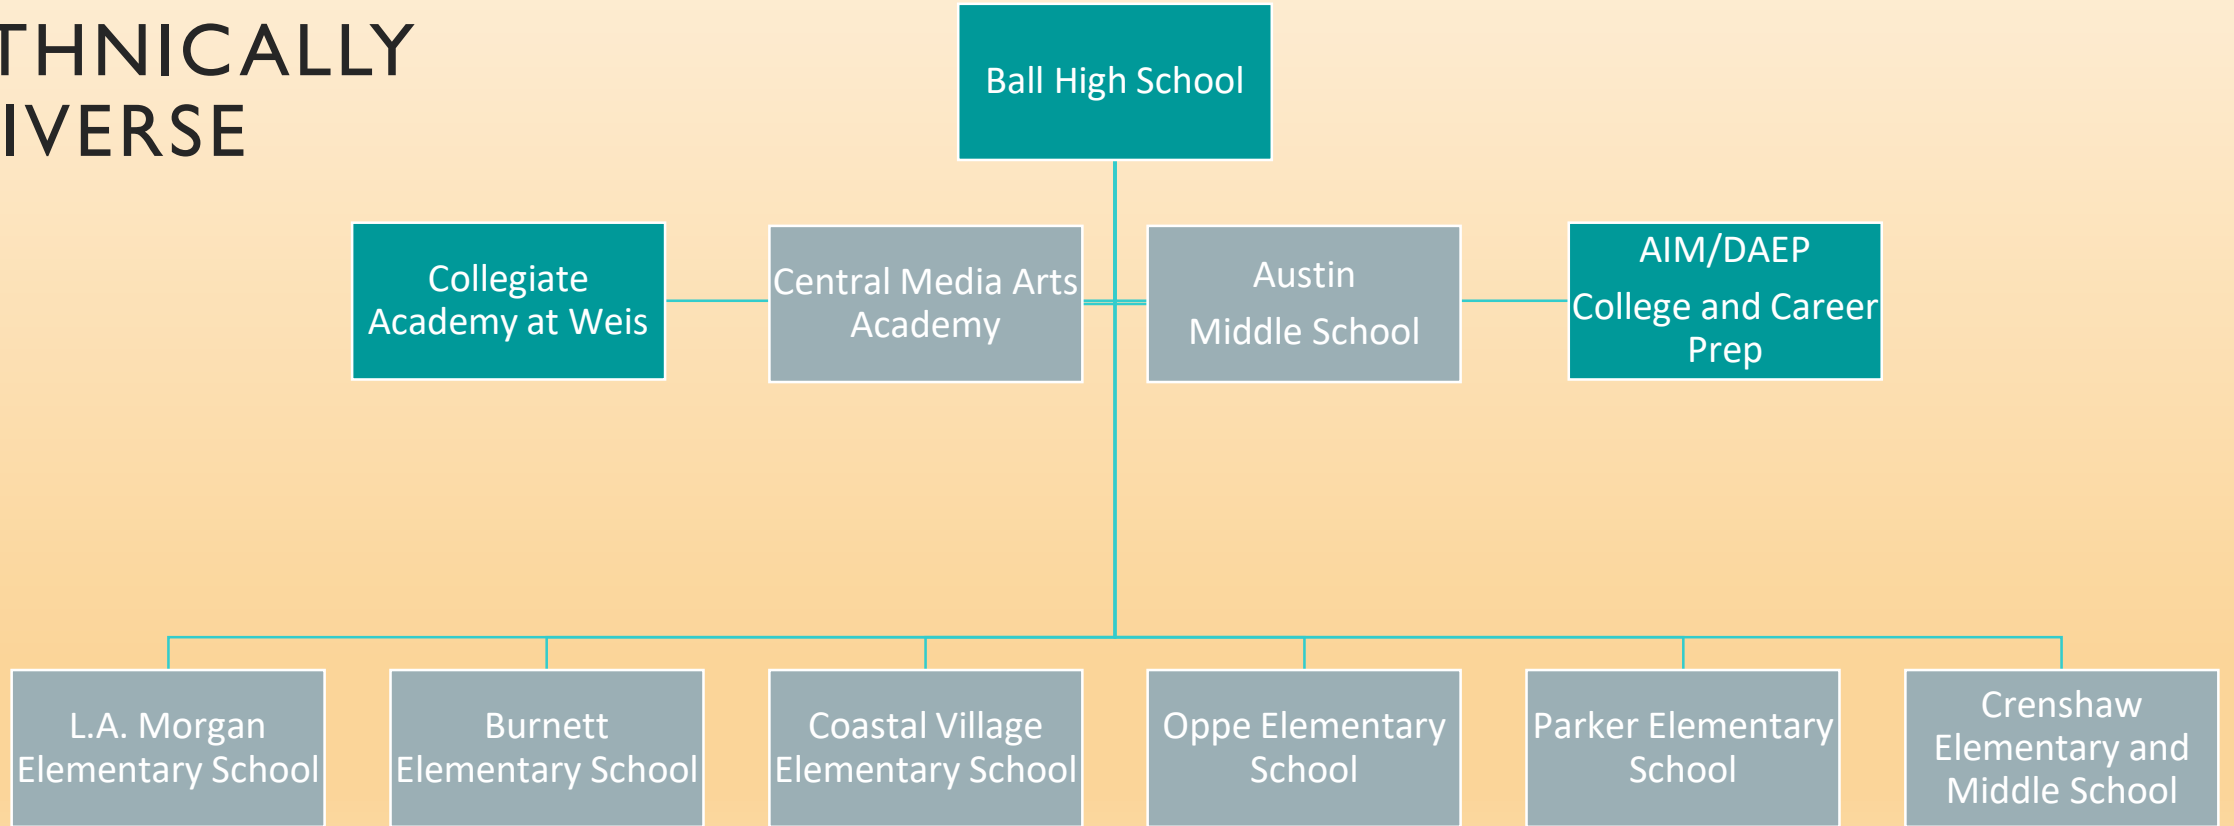 THNICALLY
IVERSE
Ball High School
Collegiate
Academy at Weis
Central Media Arts
Academy
Austin
Middle School
AIM/DAEP
College and Career
Prep
L.A. Morgan
Elementary School
Burnett
Elementary School
Coastal Village
Elementary School
Oppe Elementary
School
Parker Elementary
School
Crenshaw
Elementary and
Middle School